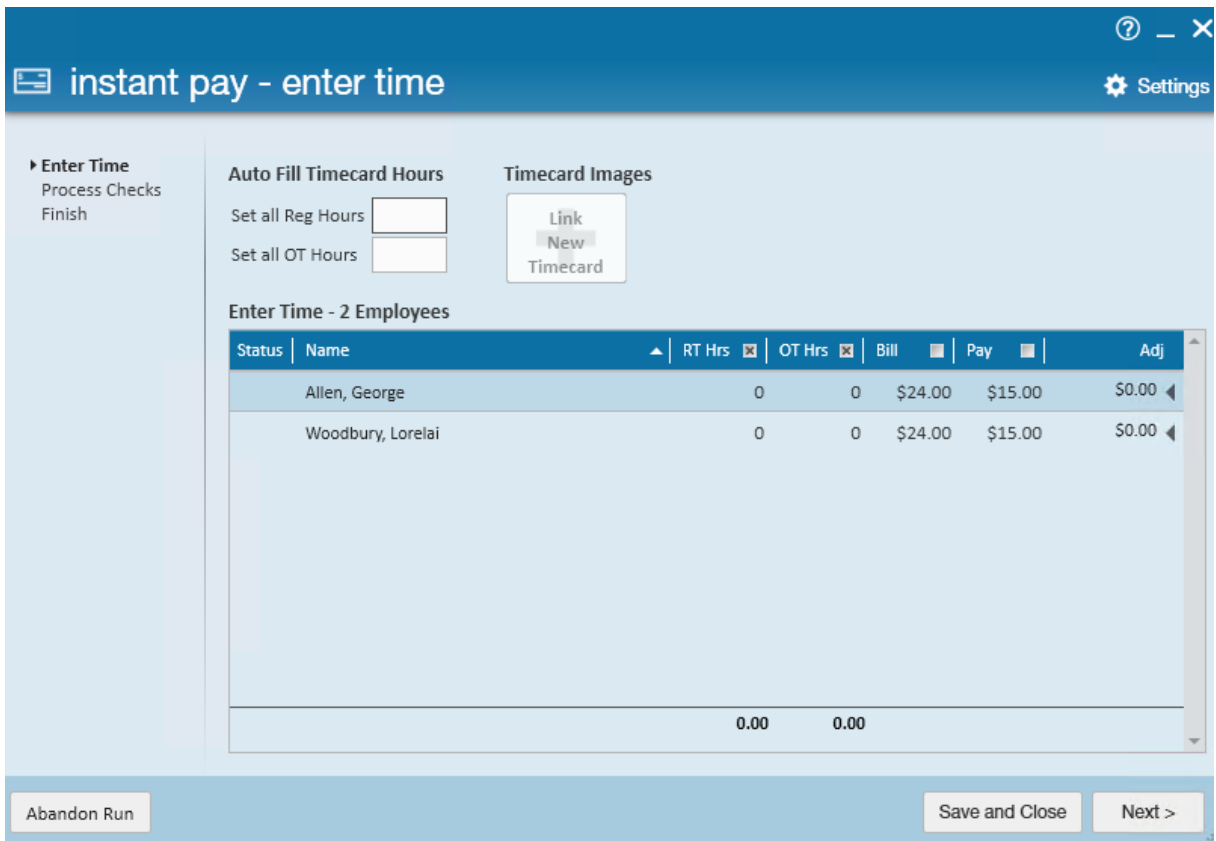 instant pay - enter time
Settings
Enter Time
Process Checks
Finish
Auto Fill Timecard Hours
Set all Reg Hours
Set all OT Hours
Timecard Images
Link
New
Timecard
Enter Time - 2 Employees
Status Name RT Hrs OT Hrs Bill Pay Adj
Allen, George 0 0 $24.00 $15.00 $0.00
Woodbury, Lorelai 0 0 $24.00 $15.00 $0.00
0.00 0.00
Abandon Run Save and Close Next >